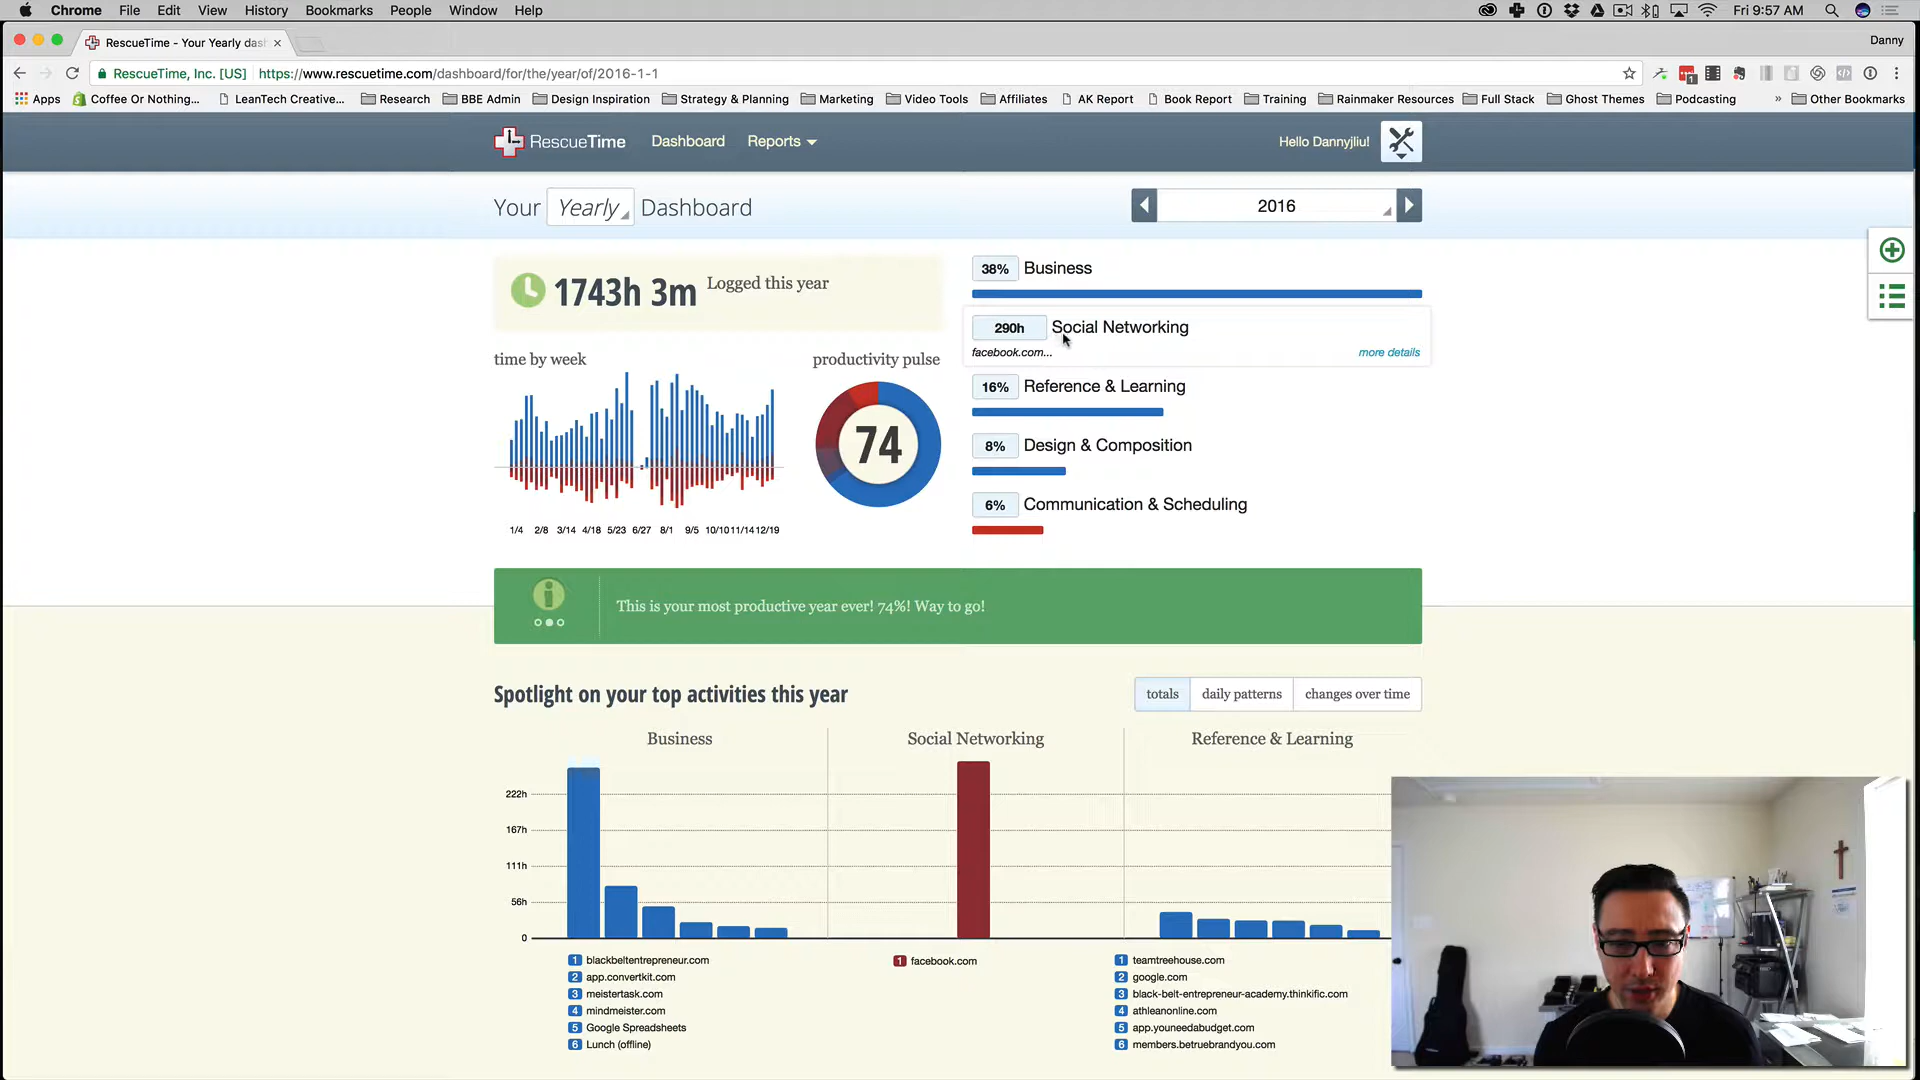 Chrome File Edit View History Bookmarks People Window Help
Fri 9:57 AM
RescueTime - Your Yearly dash
Danny
RescueTime, Inc. [US] https://www.rescuetime.com/dashboard/for/the/year/of/2016-1-1
Apps Coffee Or Nothing... LeanTech Creative... Research BBE Admin Design Inspiration Strategy & Planning Marketing Video Tools Affiliates AK Report Book Report Training Rainmaker Resources Full Stack Ghost Themes Podcasting » Other Bookmarks
RescueTime Dashboard Reports
Hello Dannyjliu!
Your Yearly Dashboard
2016
1743h 3m Logged this year
time by week
productivity pulse
74
1/4 2/8 3/14 4/18 5/23 6/27 8/1 9/5 10/10 11/14 12/19
38% Business
290h Social Networking
facebook.com... more details
16% Reference & Learning
8% Design & Composition
6% Communication & Scheduling
This is your most productive year ever! 74%! Way to go!
Spotlight on your top activities this year
totals daily patterns changes over time
Business
222h
167h
111h
56h
0
1 blackbeltentrepreneur.com
2 app.convertkit.com
3 meistertask.com
4 mindmeister.com
5 Google Spreadsheets
6 Lunch (offline)
Social Networking
1 facebook.com
Reference & Learning
1 teamtreehouse.com
2 google.com
3 black-belt-entrepreneur-academy.thinkific.com
4 athleanonline.com
5 app.youneedabudget.com
6 members.betruebrandyou.com